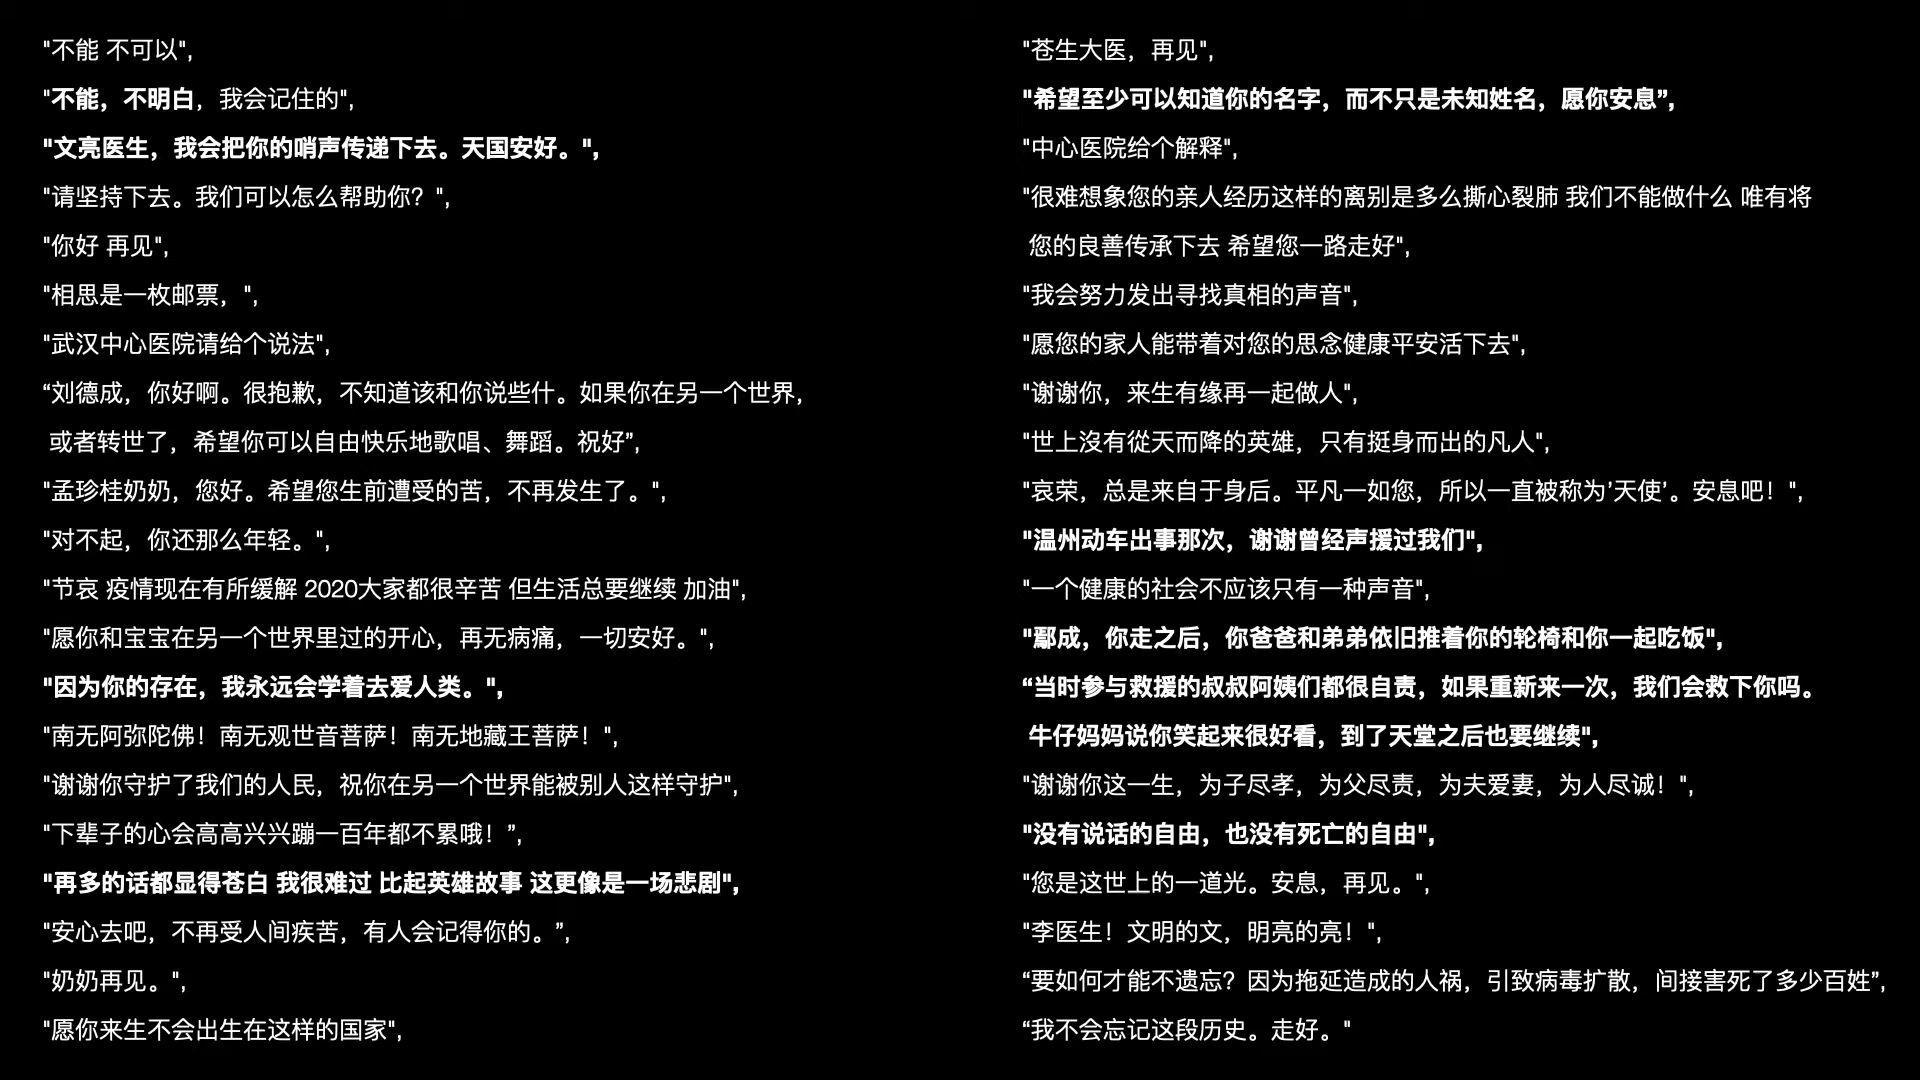 "不能 不可以",
"不能，不明白，我会记住的",
"文亮医生，我会把你的哨声传递下去。天国安好。",
"请坚持下去。我们可以怎么帮助你？",
"你好 再见",
"相思是一枚邮票，",
"武汉中心医院请给个说法",
“刘德成，你好啊。很抱歉，不知道该和你说些什。如果你在另一个世界，
或者转世了，希望你可以自由快乐地歌唱、舞蹈。祝好”,
"孟珍桂奶奶，您好。希望您生前遭受的苦，不再发生了。",
"对不起，你还那么年轻。",
"节哀 疫情现在有所缓解 2020大家都很辛苦 但生活总要继续 加油",
"愿你和宝宝在另一个世界里过的开心，再无病痛，一切安好。",
"因为你的存在，我永远会学着去爱人类。",
"南无阿弥陀佛！南无观世音菩萨！南无地藏王菩萨！",
"谢谢你守护了我们的人民，祝你在另一个世界能被别人这样守护",
"下辈子的心会高高兴兴蹦一百年都不累哦！”,
"再多的话都显得苍白 我很难过 比起英雄故事 这更像是一场悲剧",
"安心去吧，不再受人间疾苦，有人会记得你的。”,
"奶奶再见。",
"愿你来生不会出生在这样的国家",
"苍生大医，再见",
"希望至少可以知道你的名字，而不只是未知姓名，愿你安息”,
"中心医院给个解释",
"很难想象您的亲人经历这样的离别是多么撕心裂肺 我们不能做什么 唯有将
您的良善传承下去 希望您一路走好",
"我会努力发出寻找真相的声音",
"愿您的家人能带着对您的思念健康平安活下去",
"谢谢你，来生有缘再一起做人",
"世上沒有從天而降的英雄，只有挺身而出的凡人",
"哀荣，总是来自于身后。平凡一如您，所以一直被称为’天使’。安息吧！",
"温州动车出事那次，谢谢曾经声援过我们",
"一个健康的社会不应该只有一种声音",
"鄢成，你走之后，你爸爸和弟弟依旧推着你的轮椅和你一起吃饭",
“当时参与救援的叔叔阿姨们都很自责，如果重新来一次，我们会救下你吗。
牛仔妈妈说你笑起来很好看，到了天堂之后也要继续",
"谢谢你这一生，为子尽孝，为父尽责，为夫爱妻，为人尽诚！",
"没有说话的自由，也没有死亡的自由",
"您是这世上的一道光。安息，再见。",
"李医生！文明的文，明亮的亮！",
“要如何才能不遗忘？因为拖延造成的人祸，引致病毒扩散，间接害死了多少百姓”,
“我不会忘记这段历史。走好。"